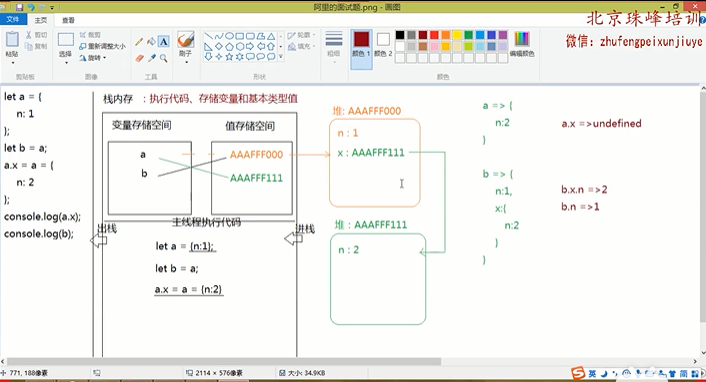 阿里的面试题.png - 画图
北京珠峰培训
微信：zhufengpeixunjiuye
文件
主页
查看
粘贴
剪切
复制
选择
裁剪
重新调整大小
旋转
刷子
轮廓
填充
粗细
颜色 1
颜色 2
编辑颜色
剪贴板
图像
工具
形状
颜色
let a = {
n: 1
};
let b = a;
a.x = a = {
n: 2
};
console.log(a.x);
console.log(b);
栈内存 ：执行代码、存储变量和基本类型值
变量存储空间
值存储空间
a
b
AAAFFF000
AAAFFF111
主线程执行代码
出栈
进栈
let a = {n:1};
let b = a;
a.x = a = {n:2}
堆: AAAFFF000
n : 1
x : AAAFFF111
堆: AAAFFF111
n : 2
a => {
n:2
}
a.x =>undefined
b => {
n:1,
x:{
n:2
}
}
b.x.n =>2
b.n =>1
771, 188像素
2114 × 576像素
大小: 34.9KB
英
简